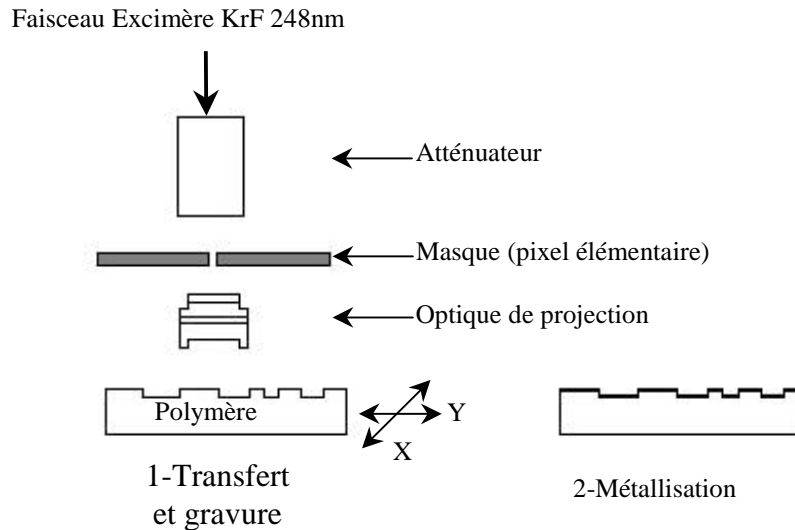 Faisceau Excimère KrF 248nm
Atténuateur
Masque (pixel élémentaire)
Optique de projection
Polymère
Y
X
1-Transfert
et gravure
2-Métallisation